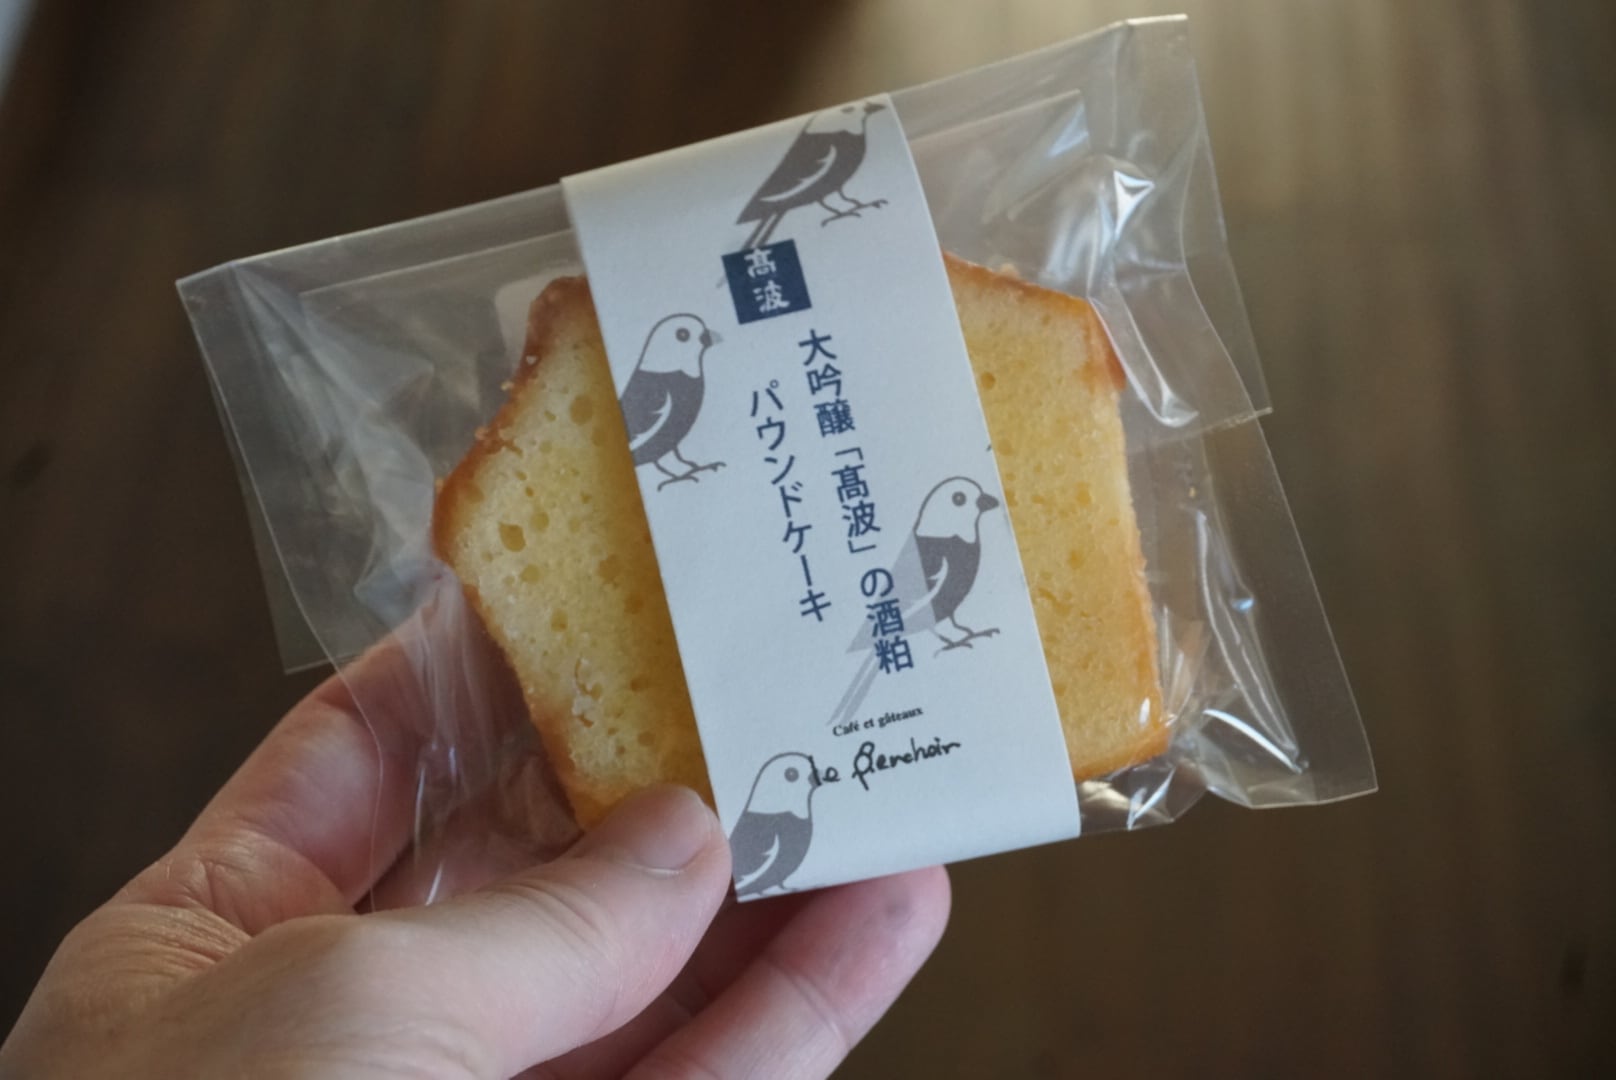 髙波
大吟醸「髙波」の酒粕
パウンドケーキ
Café et gâteaux
le penchoir